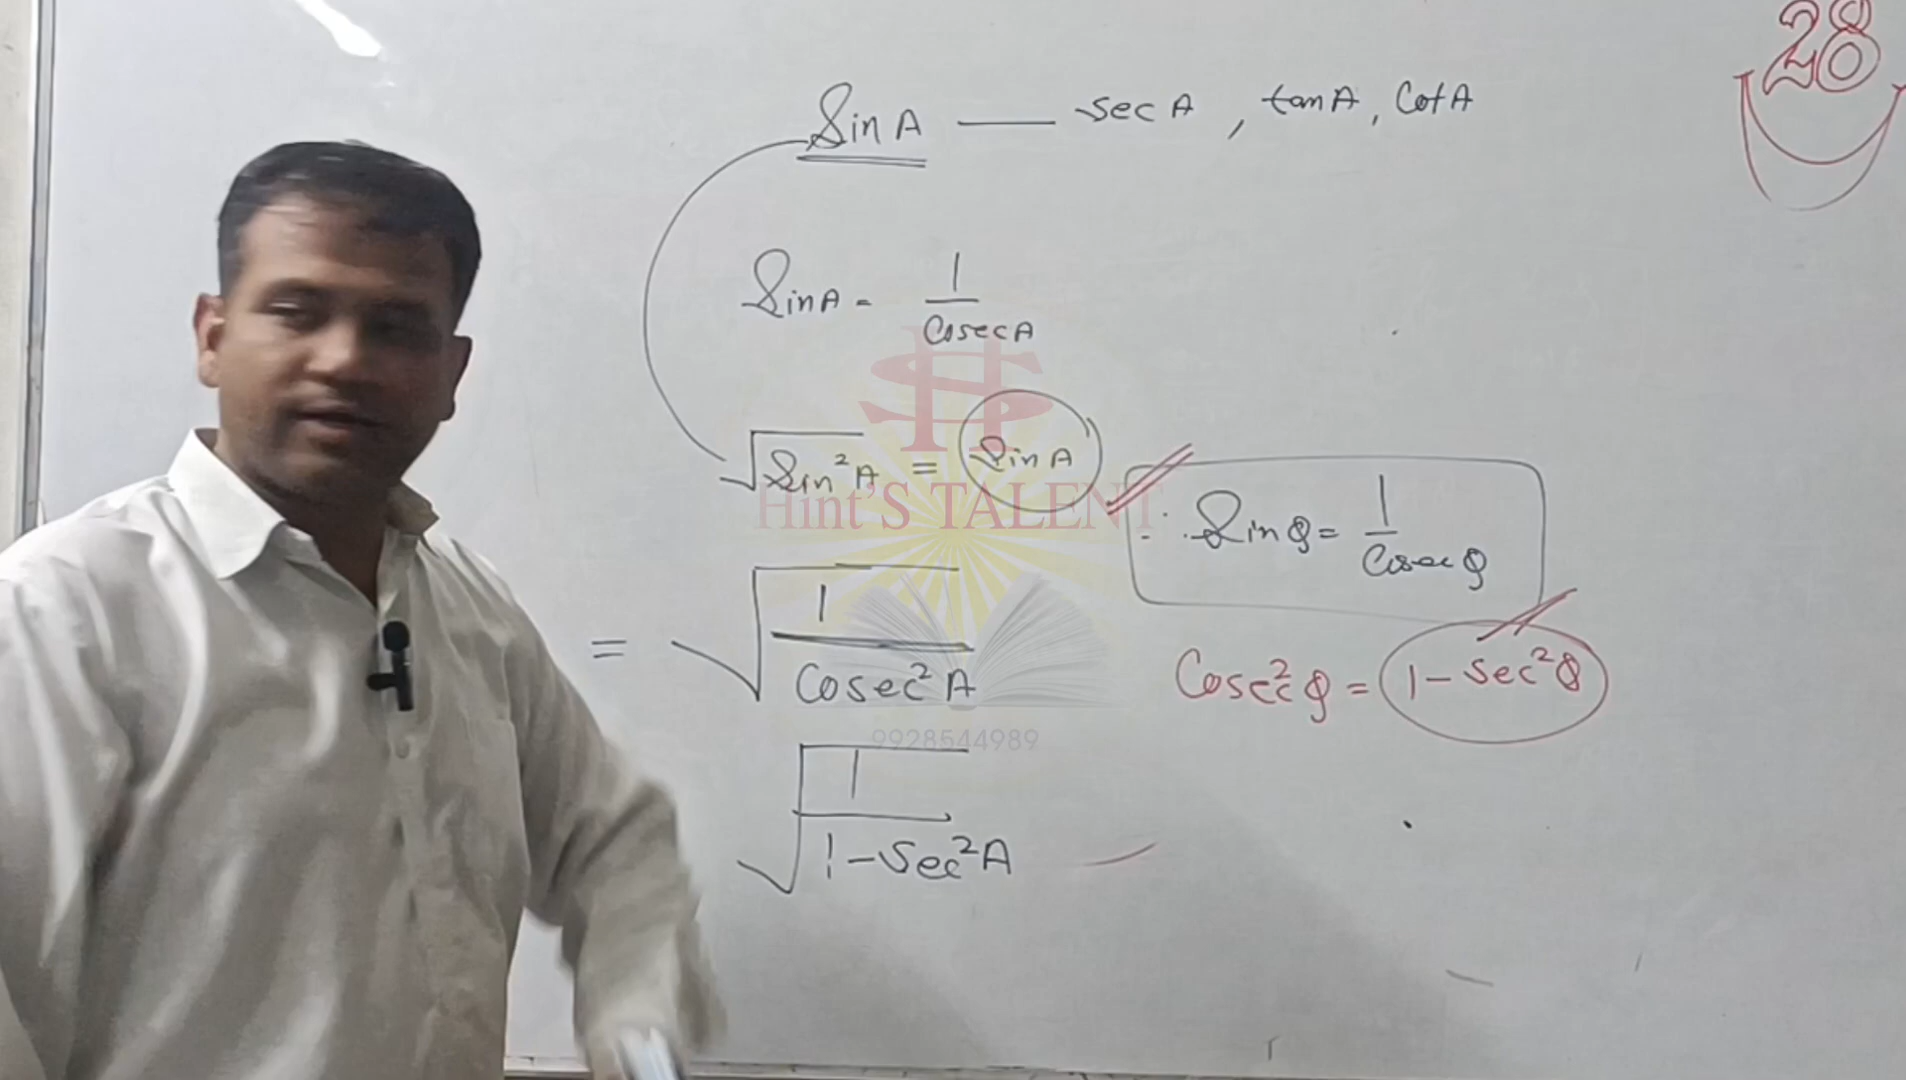 28
Sin A — sec A , tan A , Cot A
Sin A = 1/Cosec A
√Sin²A = Sin A
Hint'S TALENT
∴ Sin θ = 1/Cosec θ
= √1/Cosec²A
Cosec²θ = 1 - Sec²θ
9928544989
√1/1 - Sec²A